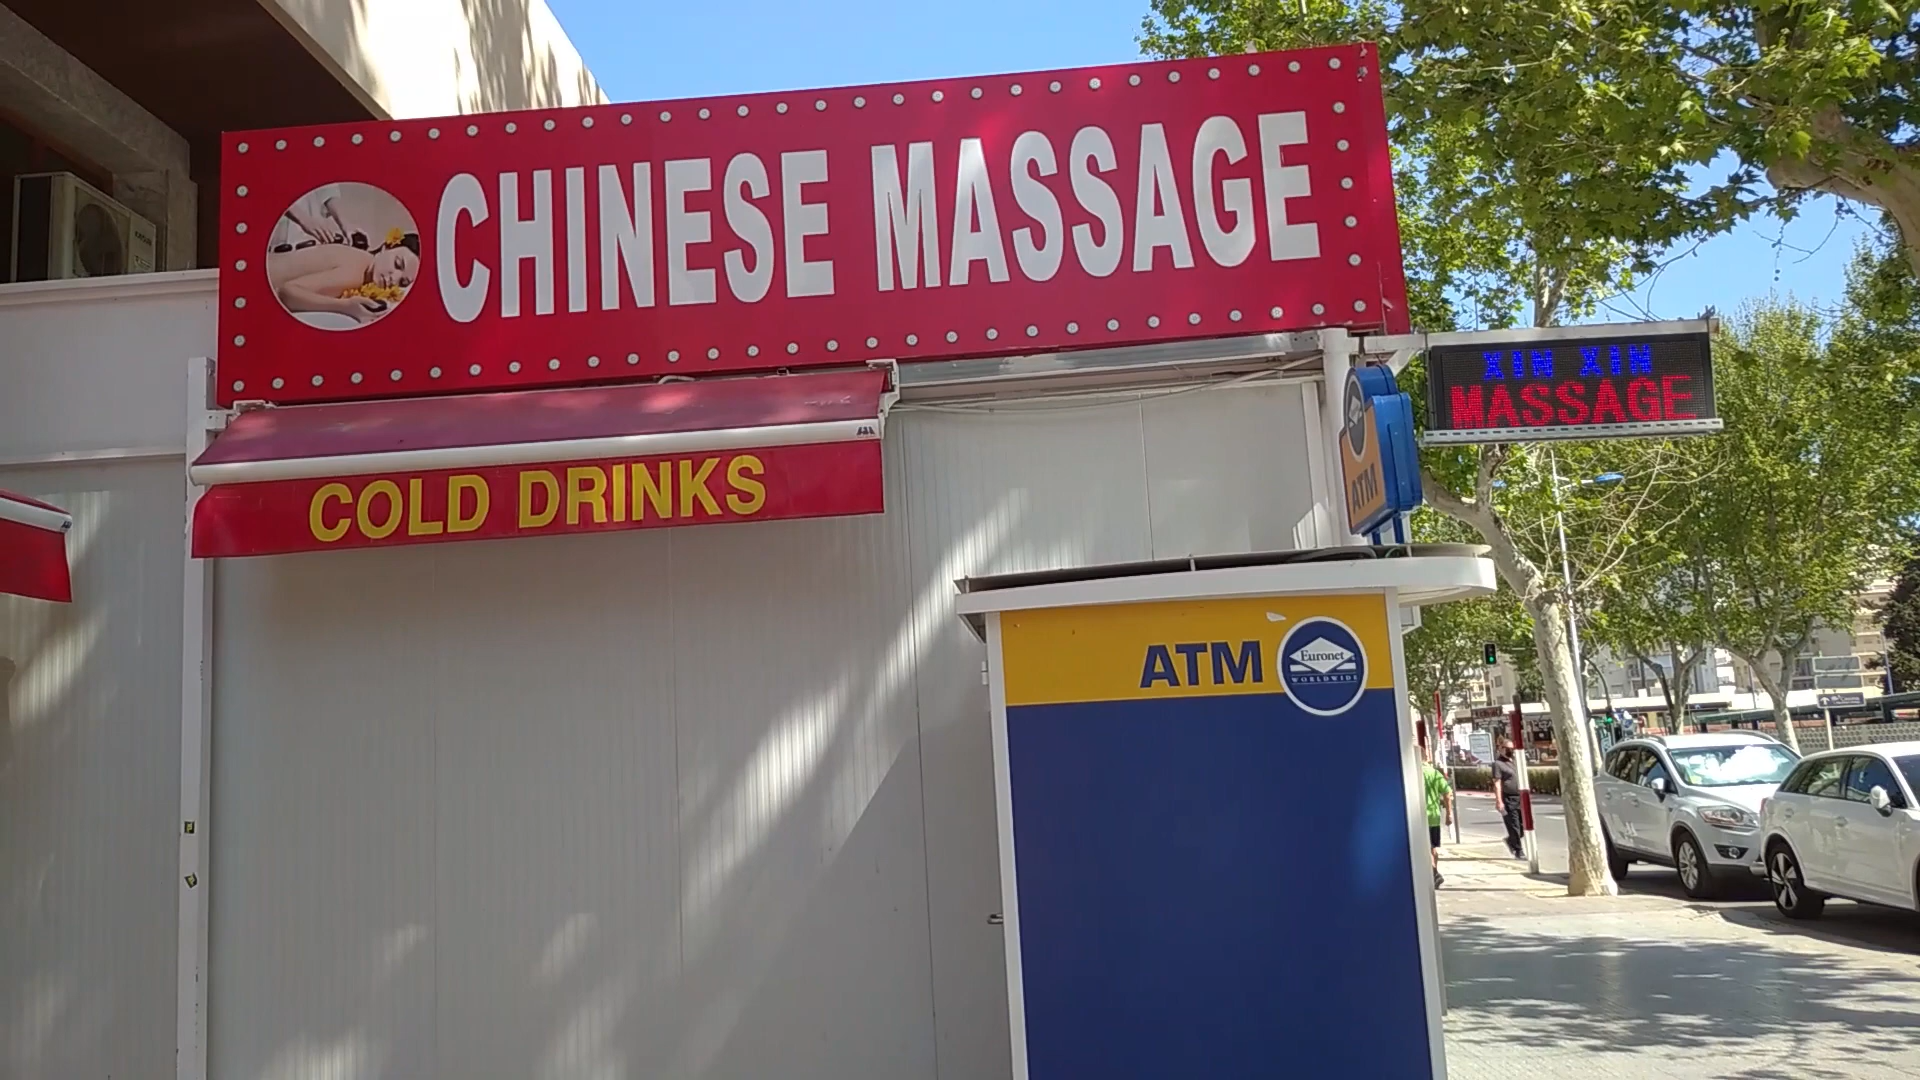 CHINESE MASSAGE
XIN XIN
MASSAGE
COLD DRINKS
ATM
ATM
Euronet
WORLDWIDE